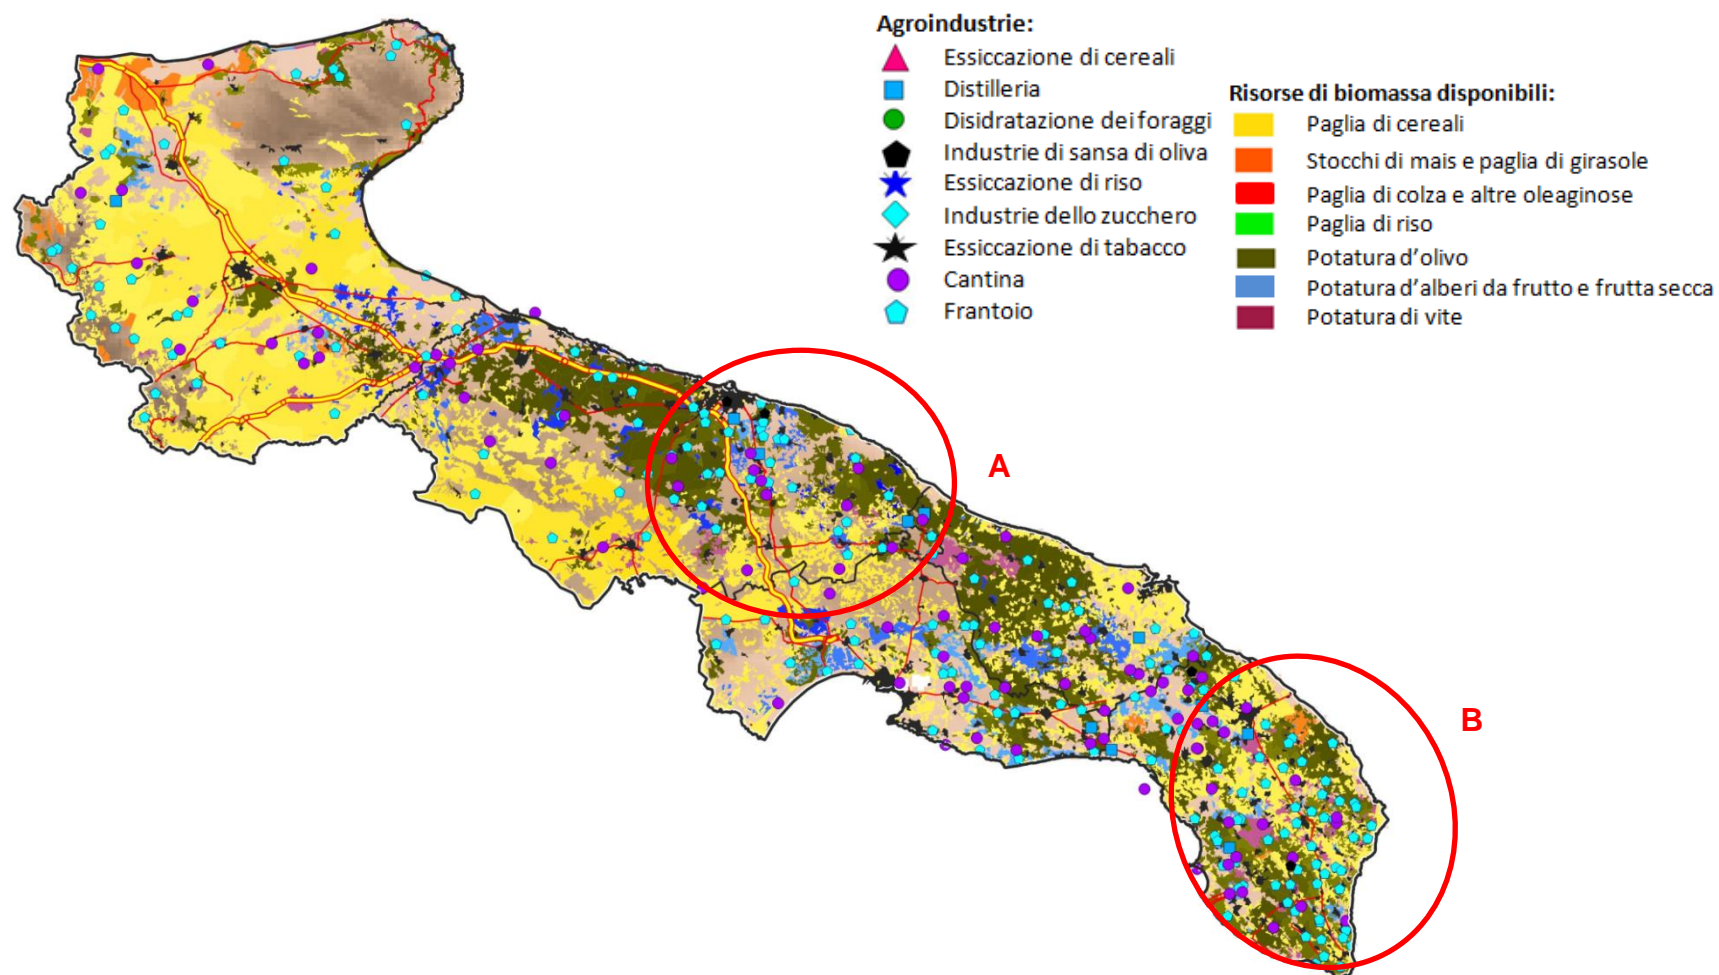 Agroindustrie:
Essiccazione di cereali
Distilleria
Disidratazione dei foraggi
Industrie di sansa di oliva
Essiccazione di riso
Industrie dello zucchero
Essiccazione di tabacco
Cantina
Frantoio
Risorse di biomassa disponibili:
Paglia di cereali
Stocchi di mais e paglia di girasole
Paglia di colza e altre oleaginose
Paglia di riso
Potatura d'olivo
Potatura d'alberi da frutto e frutta secca
Potatura di vite
A
B